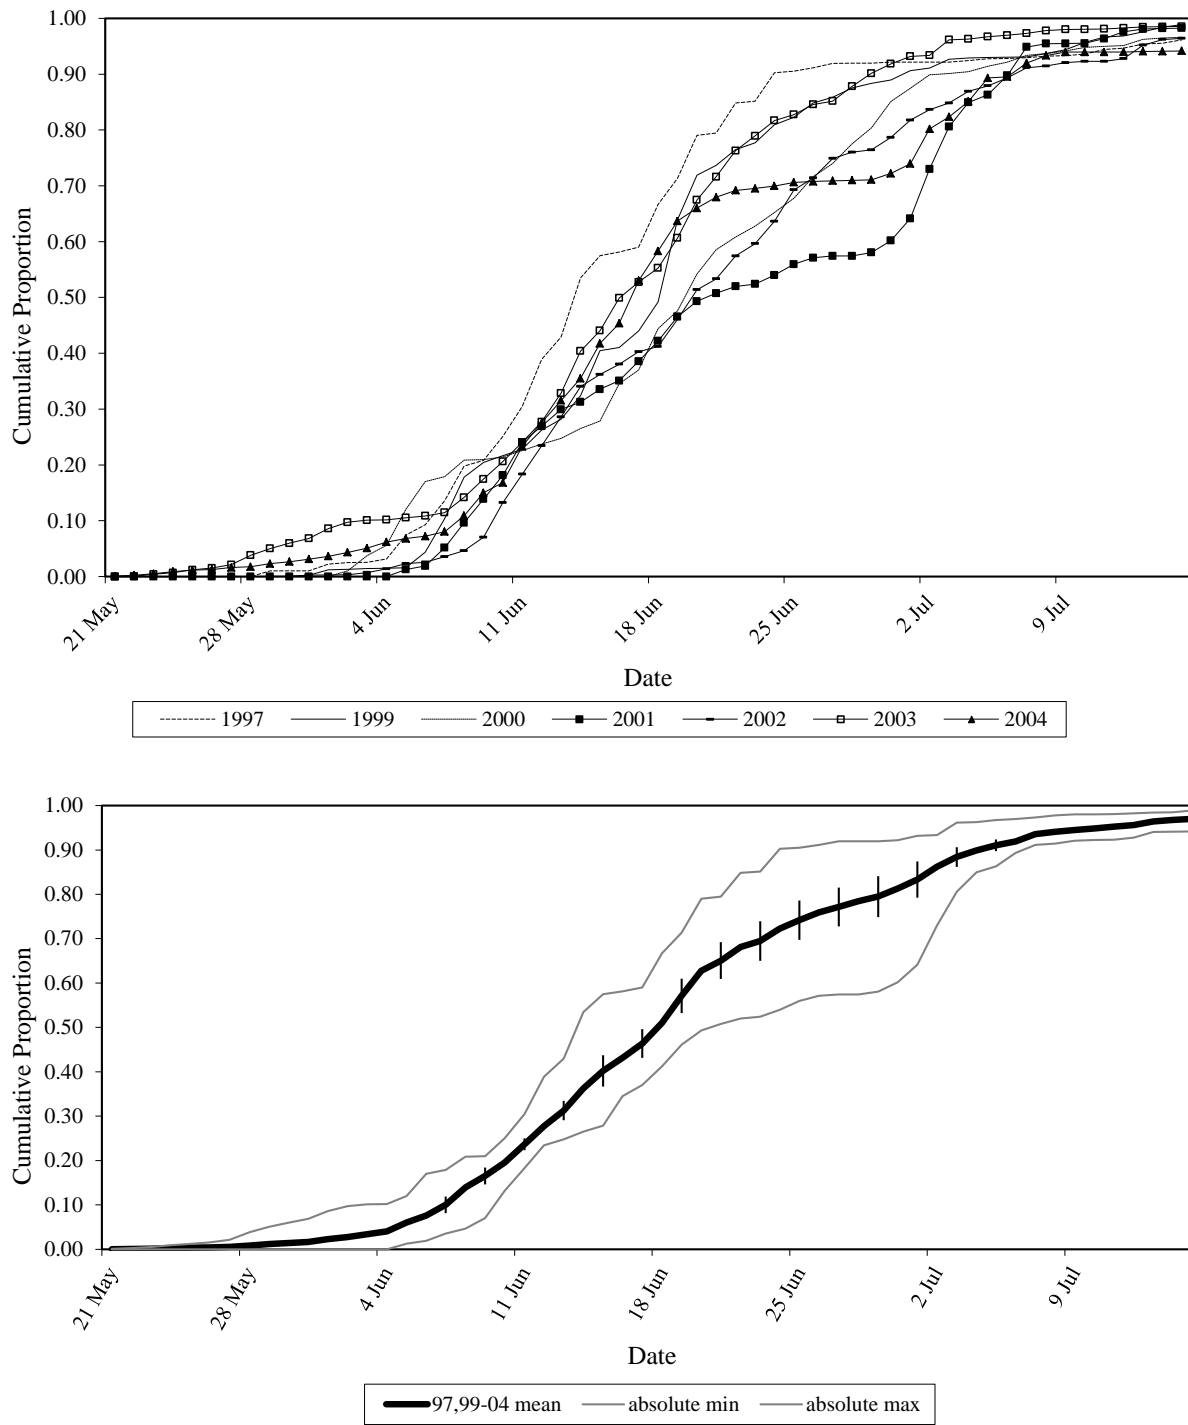 1.00
0.90
0.80
0.70
0.60
0.50
0.40
0.30
0.20
0.10
0.00
Cumulative Proportion
21 May
28 May
4 Jun
11 Jun
18 Jun
25 Jun
2 Jul
9 Jul
Date
1997 1999 2000 2001 2002 2003 2004
1.00
0.90
0.80
0.70
0.60
0.50
0.40
0.30
0.20
0.10
0.00
Cumulative Proportion
21 May
28 May
4 Jun
11 Jun
18 Jun
25 Jun
2 Jul
9 Jul
Date
97,99-04 mean absolute min absolute max